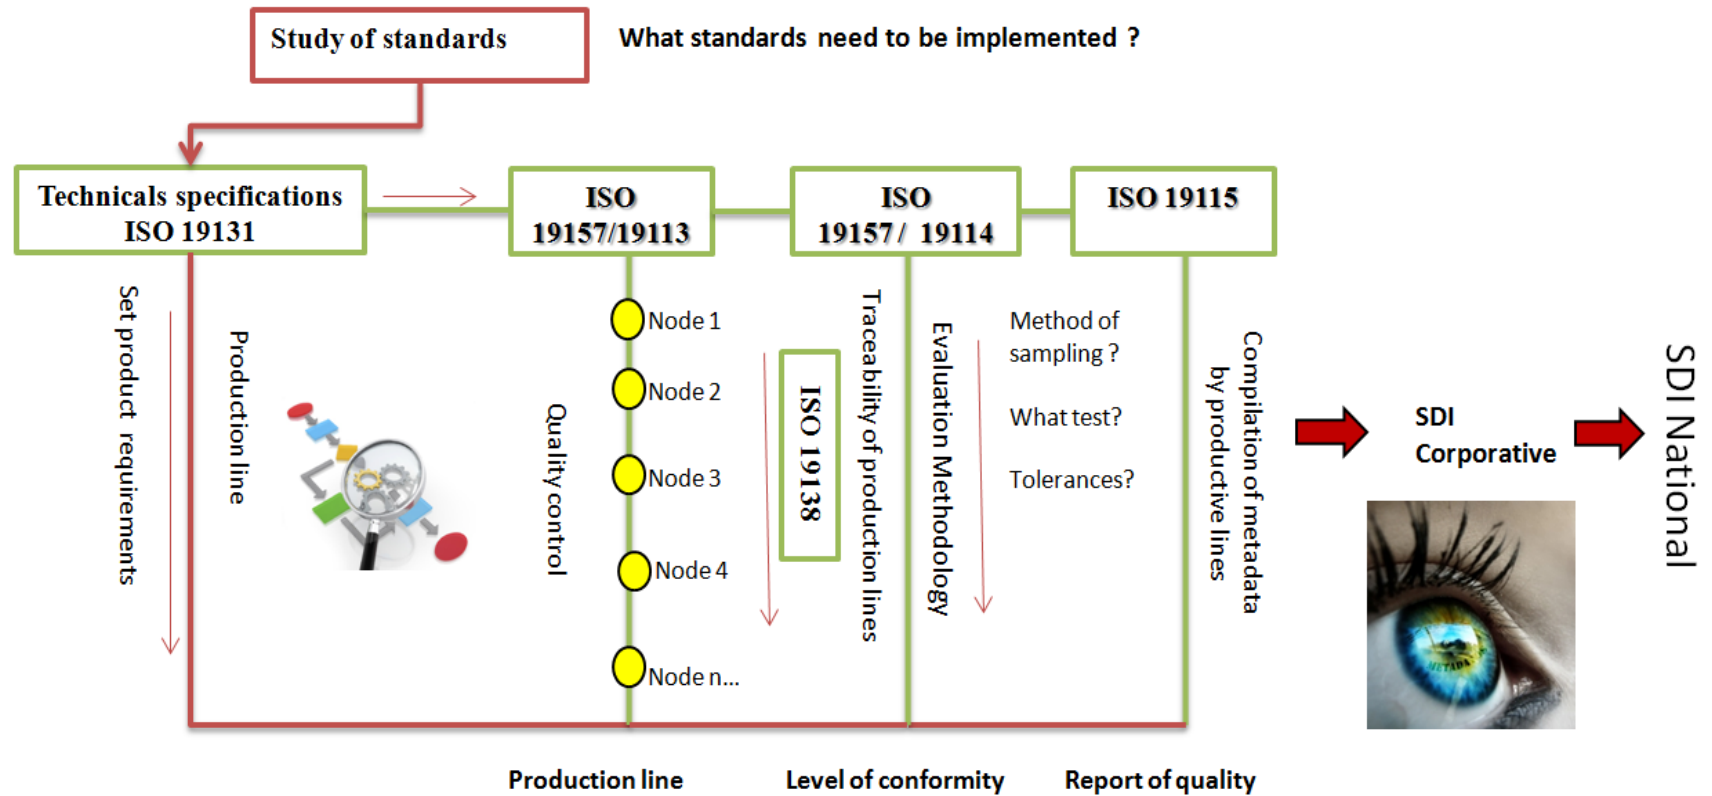 Study of standards
What standards need to be implemented ?
Technicals specifications
ISO 19131
ISO
19157/19113
ISO
19157 / 19114
ISO 19115
Set product requirements
Production line
Quality control
Node 1
Node 2
Node 3
Node 4
Node n...
ISO 19138
Traceability of production lines
Evaluation Methodology
Method of
sampling ?
What test?
Tolerances?
Compilation of metadata
by productive lines
SDI
Corporative
SDI National
METADA
Production line
Level of conformity
Report of quality